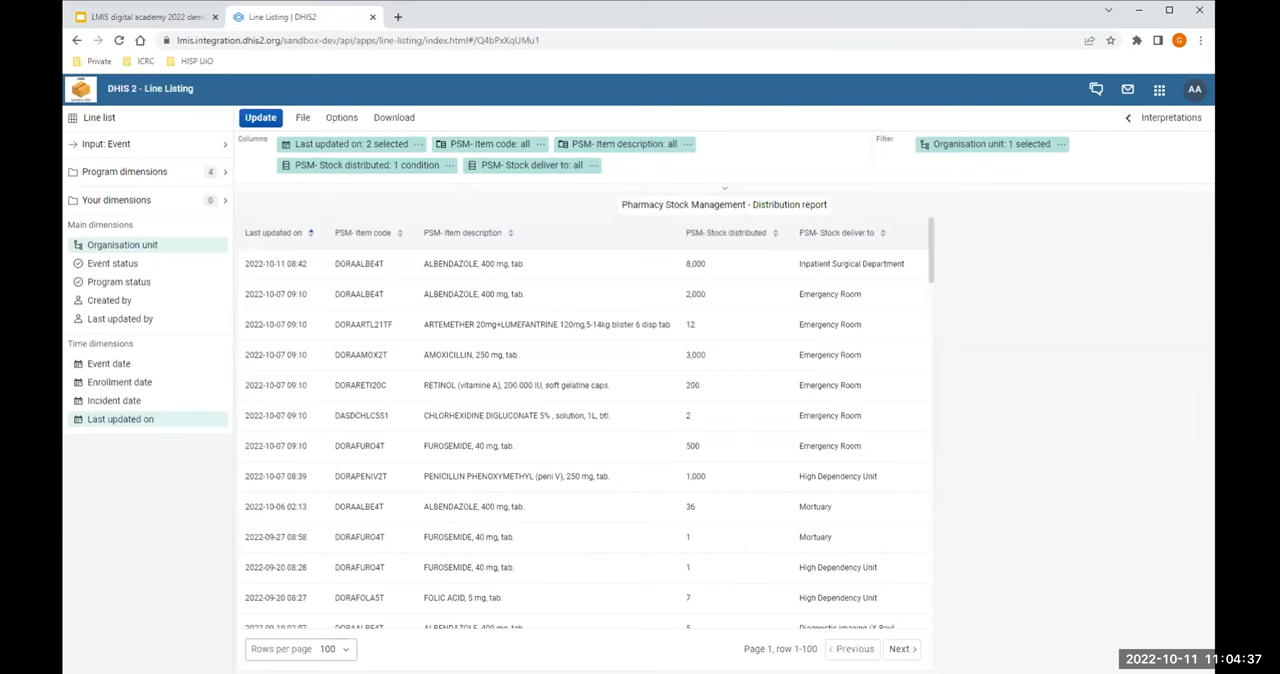 LMIS digital academy 2022 dem
Line Listing | DHIS2
lmis.integration.dhis2.org/sandbox-dev/api/apps/line-listing/index.html#/Q4bPxXqUMu1
G
Private ICRC HISP UiO
DHIS 2 - Line Listing
AA
Line list
Update File Options Download
Interpretations
Input: Event
Program dimensions 4
Your dimensions 0
Main dimensions
Organisation unit
Event status
Program status
Created by
Last updated by
Time dimensions
Event date
Enrollment date
Incident date
Last updated on
Columns
Last updated on: 2 selected
PSM- Item code: all
PSM- Item description: all
PSM- Stock distributed: 1 condition
PSM- Stock deliver to: all
Filter
Organisation unit: 1 selected
Pharmacy Stock Management - Distribution report
Last updated on PSM- Item code PSM- Item description PSM- Stock distributed PSM- Stock deliver to
2022-10-11 08:42 DORAALBE4T ALBENDAZOLE, 400 mg, tab. 8,000 Inpatient Surgical Department
2022-10-07 09:10 DORAALBE4T ALBENDAZOLE, 400 mg, tab. 2,000 Emergency Room
2022-10-07 09:10 DORAARTL21TF ARTEMETHER 20mg+LUMEFANTRINE 120mg,5-14kg blister 6 disp tab 12 Emergency Room
2022-10-07 09:10 DORAAMOX2T AMOXICILLIN, 250 mg, tab. 3,000 Emergency Room
2022-10-07 09:10 DORARETI20C RETINOL (vitamine A), 200.000 IU, soft gelatine caps. 200 Emergency Room
2022-10-07 09:10 DASDCHLC5S1 CHLORHEXIDINE DIGLUCONATE 5% , solution, 1L, btl. 2 Emergency Room
2022-10-07 09:10 DORAFURO4T FUROSEMIDE, 40 mg, tab. 500 Emergency Room
2022-10-07 08:39 DORAPENIV2T PENICILLIN PHENOXYMETHYL (peni V), 250 mg, tab. 1,000 High Dependency Unit
2022-10-06 02:13 DORAALBE4T ALBENDAZOLE, 400 mg, tab. 36 Mortuary
2022-09-27 08:58 DORAFURO4T FUROSEMIDE, 40 mg, tab. 1 Mortuary
2022-09-20 08:28 DORAFURO4T FUROSEMIDE, 40 mg, tab. 1 High Dependency Unit
2022-09-20 08:27 DORAFOLA5T FOLIC ACID, 5 mg, tab. 7 High Dependency Unit
2022-09-19 02:07 DORAALBE4T ALBENDAZOLE, 400 mg, tab. 5 Diagnostic imaging (X Ray)
Rows per page 100
Page 1, row 1-100 Previous Next
2022-10-11 11:04:37